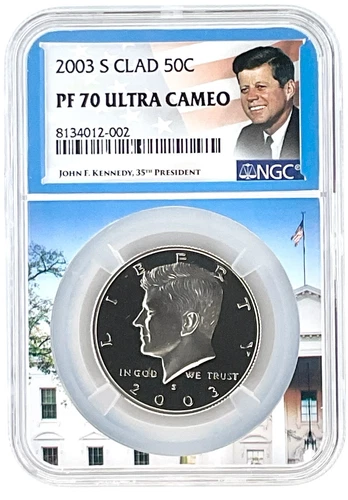 2003 S CLAD 50C
PF 70 ULTRA CAMEO
8134012-002
JOHN F. KENNEDY, 35TH PRESIDENT
NGC
LIBERTY
IN GOD WE TRUST
S
2003